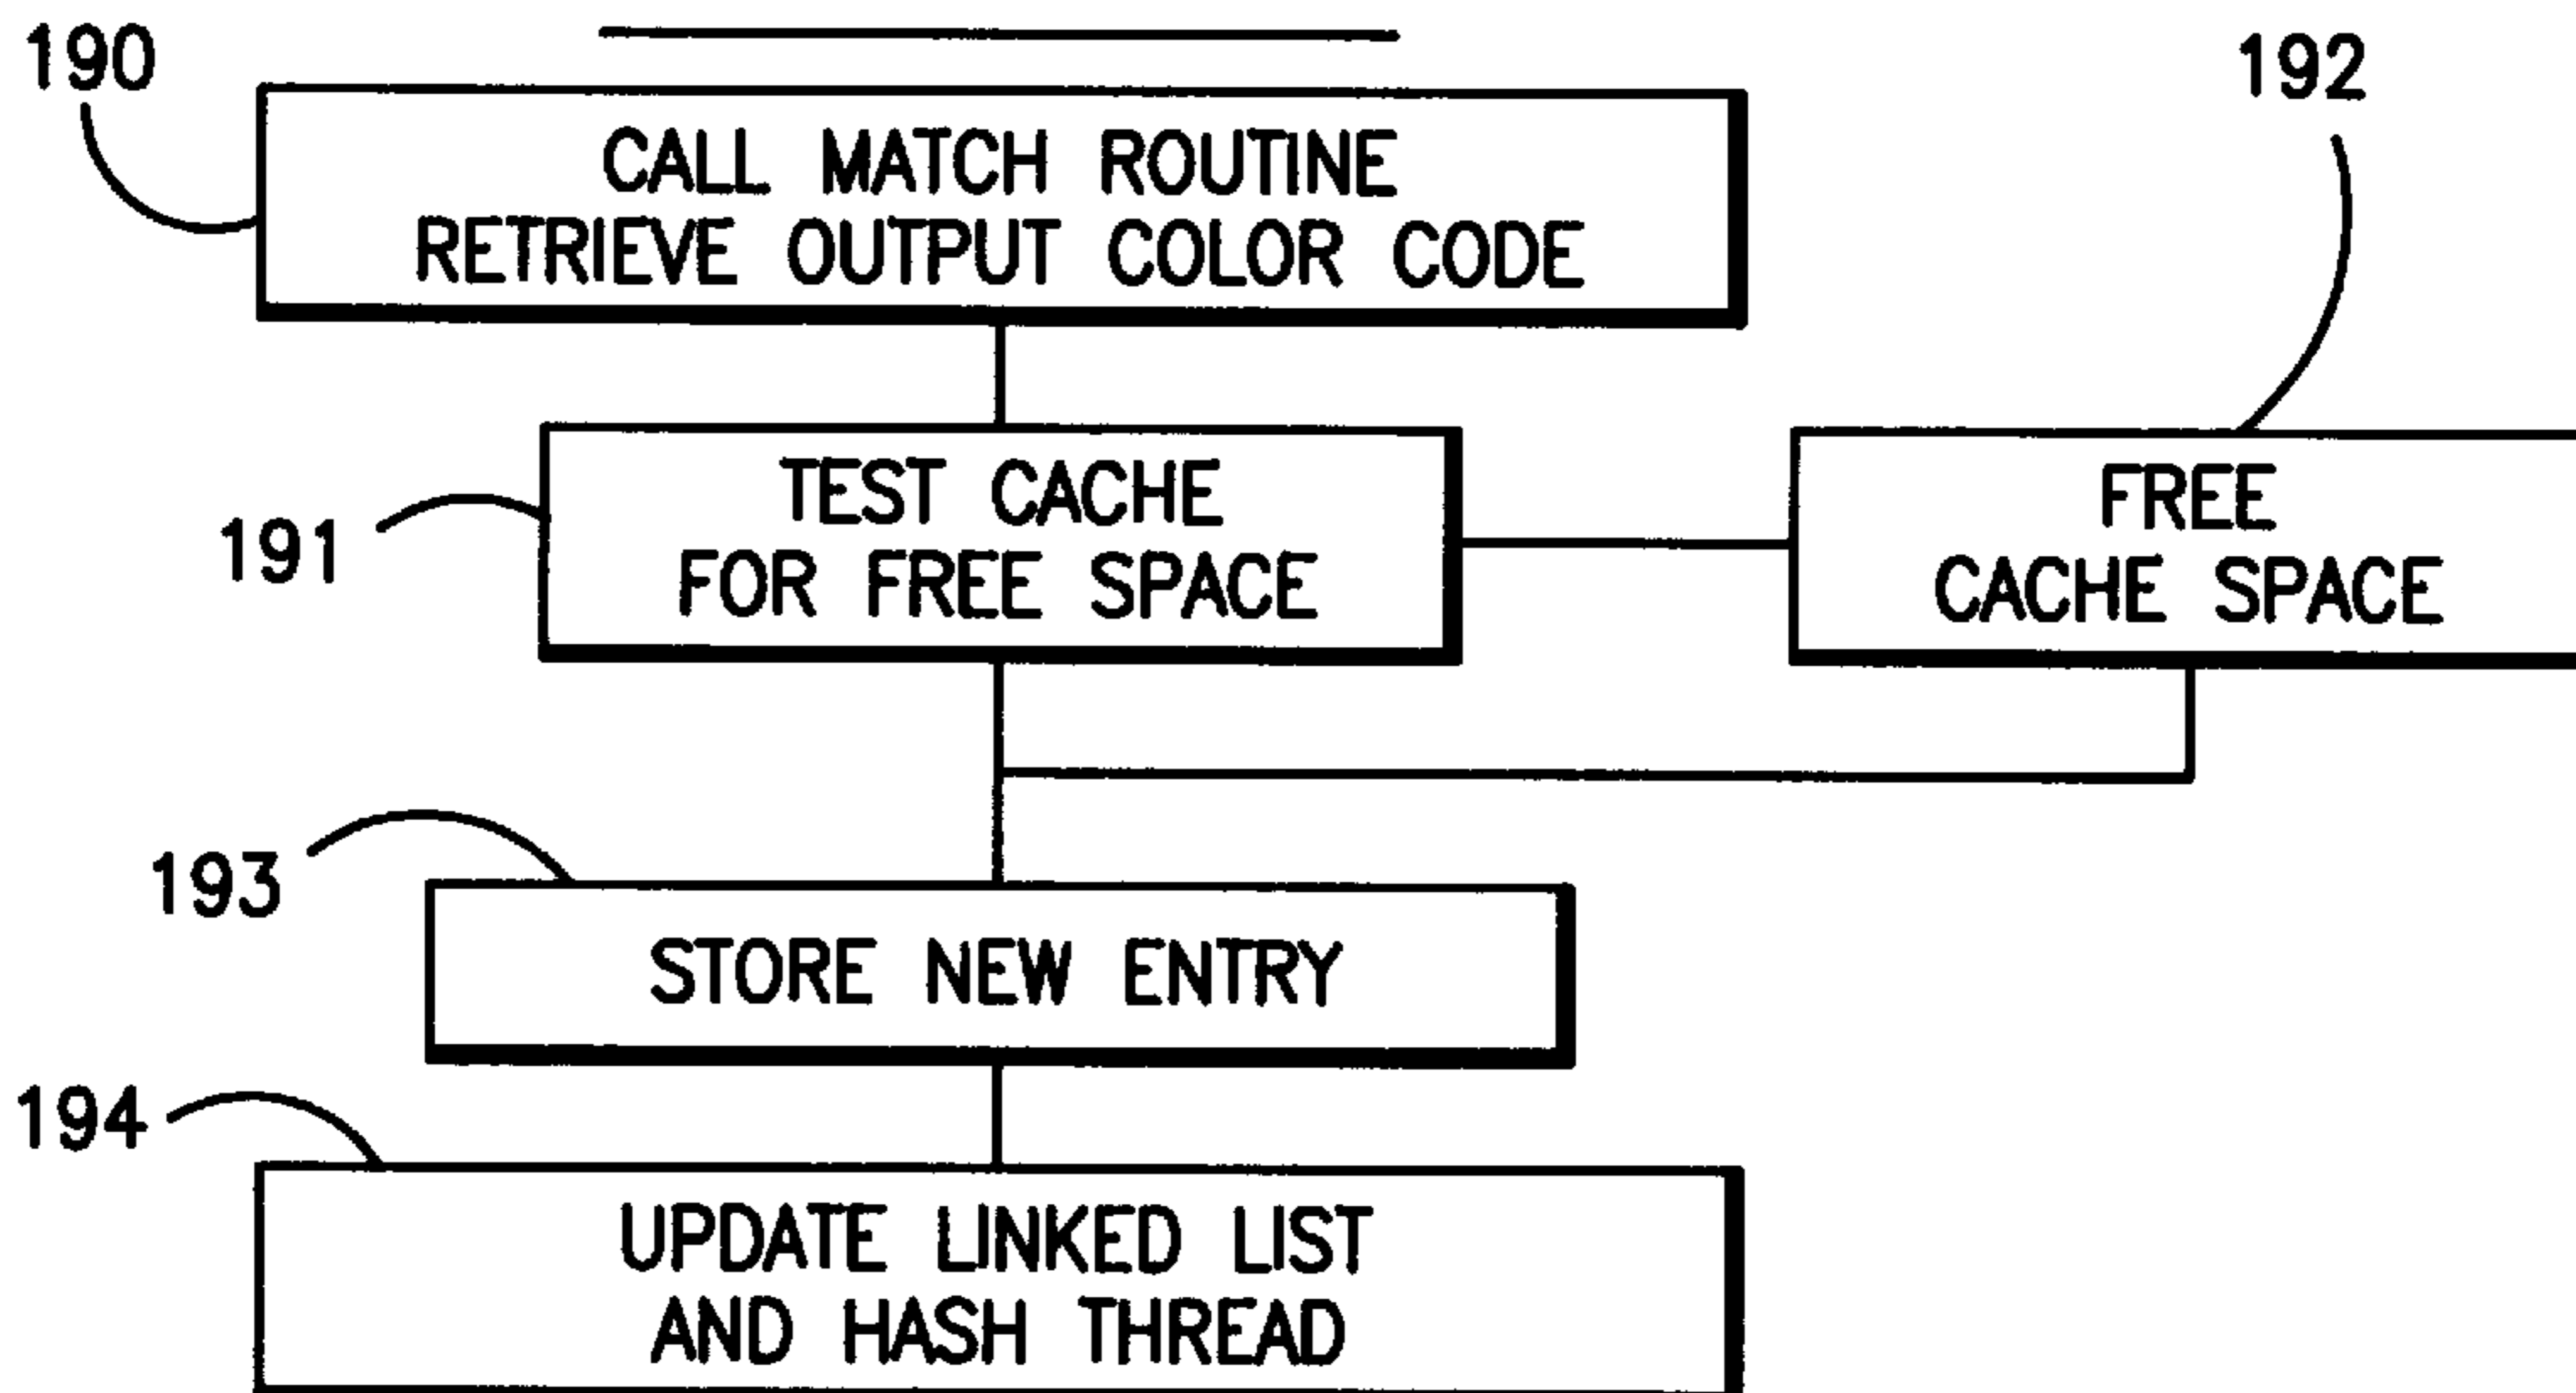 190
192
CALL MATCH ROUTINE
RETRIEVE OUTPUT COLOR CODE
191
TEST CACHE
FOR FREE SPACE
FREE
CACHE SPACE
193
STORE NEW ENTRY
194
UPDATE LINKED LIST
AND HASH THREAD